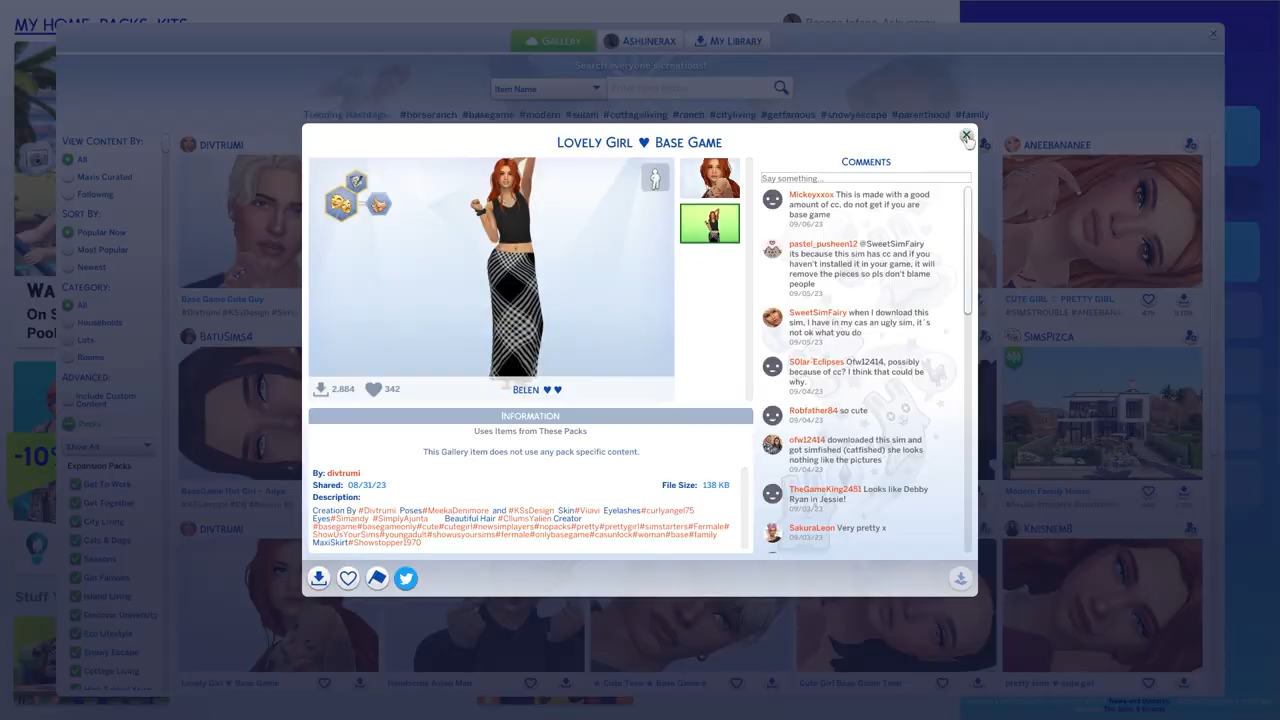 MY HOME PACKS KITS
GALLERY
ASHUNERAX
MY LIBRARY
Search everyone's creations!
Item Name
Trending Hashtags: #horseranch #basegame #modern #sulani #cottageliving #ranch #cityliving #getfamous #snowyescape #parenthood #family
VIEW CONTENT BY:
All
Maxis Curated
Following
SORT BY:
Popular Now
Most Popular
Newest
CATEGORY:
All
Households
Lots
Rooms
ADVANCED:
Include Custom
Content
Packs
Show All
Expansion Packs
Get To Work
Get Together
City Living
Cats & Dogs
Seasons
Get Famous
Island Living
Discover University
Eco Lifestyle
Snowy Escape
Cottage Living
High School Years
DIVTRUMI
Base Game Cute Guy
BATUSIMS4
BaseGame Hot Girl - Anya
DIVTRUMI
Lovely Girl ♥ Base Game
Handsome Asian Man
★ Cute Teen ★ Base Game
Cute Girl Base Game Teen
ANEEBANANEE
CUTE GIRL ♡ PRETTY GIRL
SIMSPIZCA
Modern Family House
KNISNEM8
-10
LOVELY GIRL ♥ BASE GAME
2,884
342
BELEN ♥ ♥
INFORMATION
Uses Items from These Packs
This Gallery item does not use any pack specific content.
By: divtrumi
Shared: 08/31/23
File Size: 138 KB
Description:
Creation By #Divtrumi Poses#MeekaDenimore and #KSsDesign Skin#Viiavi Eyelashes#curlyangel75
Eyes#Simandy #SimplyAjunta Beautiful Hair #CllumsYalien Creator
#basegame#basegameonly#cute#cutegirl#newsimplayers#nopacks#pretty#prettygirl#simstarters#Fermale#
ShowUsYourSims#youngadult#showusyoursims#fermale#onlybasegame#casunlock#woman#base#family
MaxiSkirt#Showstopper1970
COMMENTS
Say something...
Mickeyxxox This is made with a good
amount of cc, do not get if you are
base game
09/06/23
pastel_pusheen12 @SweetSimFairy
its because this sim has cc and if you
haven't installed it in your game, it will
remove the pieces so pls don't blame
people
09/05/23
SweetSimFairy when I download this
sim, I have in my cas an ugly sim, it´s
not ok what you do
09/05/23
S0lar-Eclipses Ofw12414, possibly
because of cc? I think that could be
why.
09/04/23
Robfather84 so cute
09/04/23
ofw12414 downloaded this sim and
got simfished (catfished) she looks
nothing like the pictures
09/04/23
TheGameKing2451 Looks like Debby
Ryan in Jessie!
09/03/23
SakuraLeon Very pretty x
09/03/23